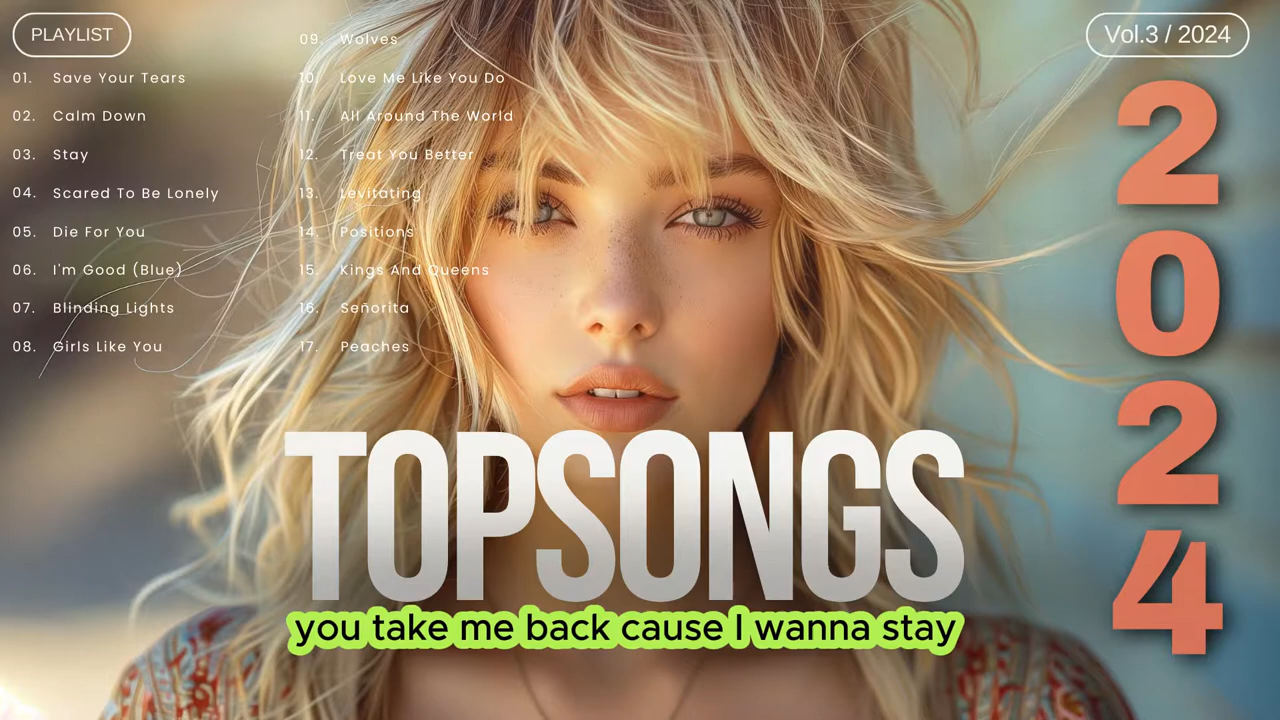 PLAYLIST
01. Save Your Tears
02. Calm Down
03. Stay
04. Scared To Be Lonely
05. Die For You
06. I'm Good (Blue)
07. Blinding Lights
08. Girls Like You
09. Wolves
10. Love Me Like You Do
11. All Around The World
12. Treat You Better
13. Levitating
14. Positions
15. Kings And Queens
16. Señorita
17. Peaches
Vol.3 / 2024
2024
TOPSONGS
you take me back cause I wanna stay